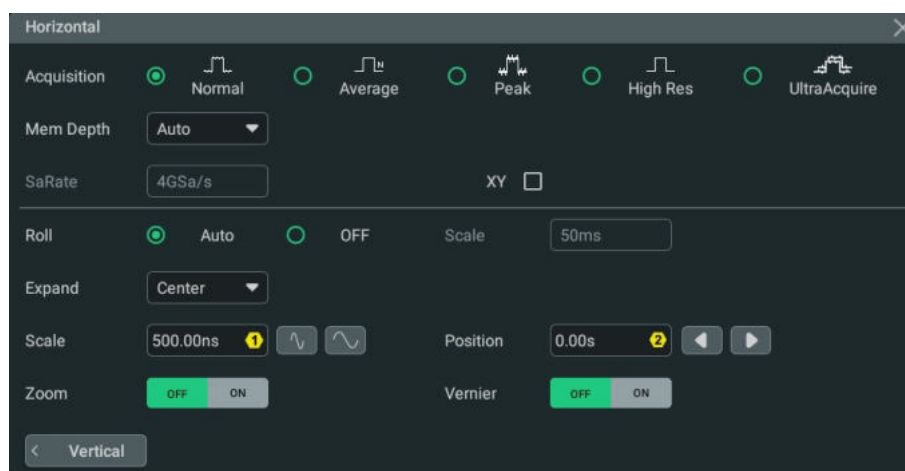 Horizontal
Acquisition Normal N Average Peak High Res UltraAcquire
Mem Depth Auto
SaRate 4GSa/s XY
Roll Auto OFF Scale 50ms
Expand Center
Scale 500.00ns 1 Position 0.00s 2
Zoom OFF ON Vernier OFF ON
< Vertical